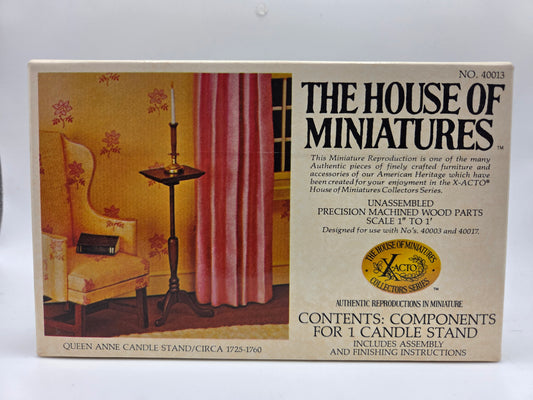 NO. 40013
THE HOUSE OF
MINIATURES™
This Miniature Reproduction is one of the many
Authentic pieces of finely crafted furniture and
accessories of our American Heritage which have
been created for your enjoyment in the X-ACTO®
House of Miniatures Collectors Series.
UNASSEMBLED
PRECISION MACHINED WOOD PARTS
SCALE 1" TO 1'
Designed for use with No's. 40003 and 40017.
THE HOUSE OF MINIATURES
X-ACTO
COLLECTORS SERIES™
AUTHENTIC REPRODUCTIONS IN MINIATURE
CONTENTS: COMPONENTS
FOR 1 CANDLE STAND
INCLUDES ASSEMBLY
AND FINISHING INSTRUCTIONS
QUEEN ANNE CANDLE STAND/CIRCA 1725-1760